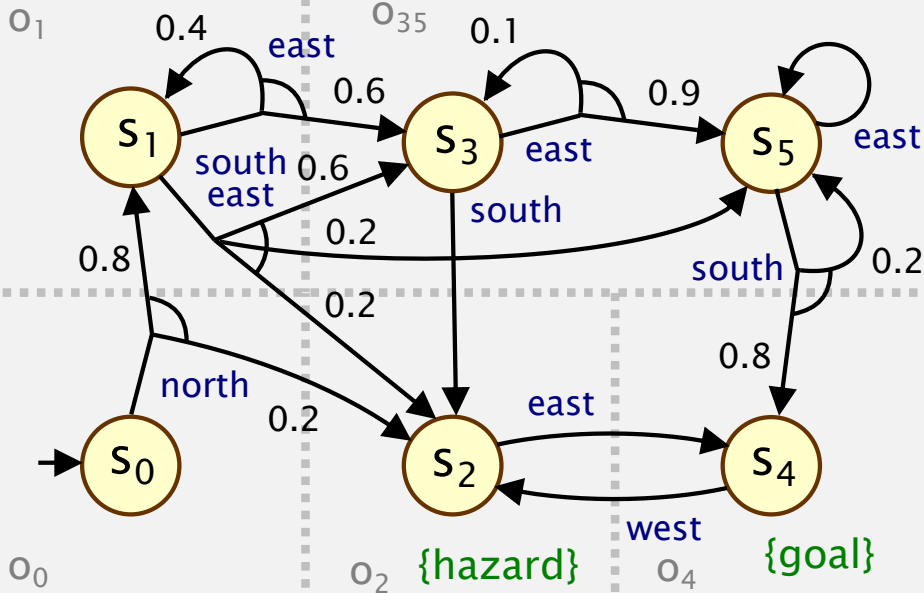 o1
o35
0.4
east
0.1
0.6
0.9
s1
s3
s5
east
east
south
east
0.6
south
0.2
0.8
south
0.2
0.2
north
0.8
0.2
east
s0
s2
s4
west
{hazard}
{goal}
o0
o2
o4